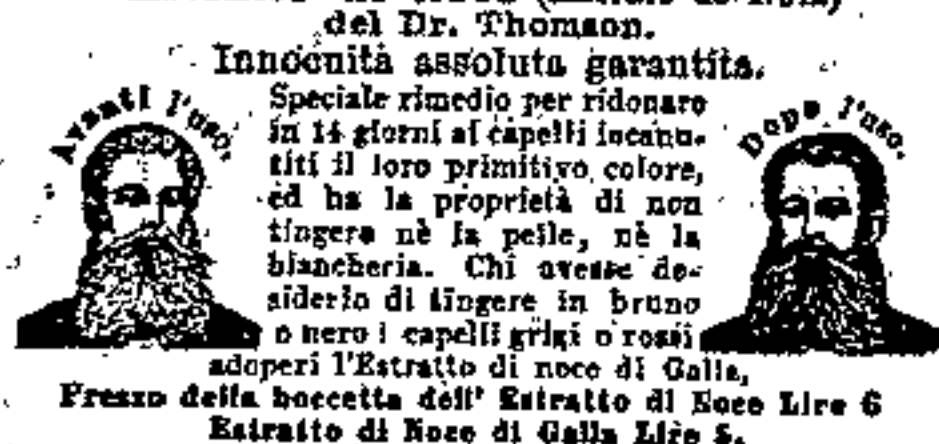 del Dr. Thomson.
Innocuità assoluta garantita.
Avanti l'uso.
Speciale rimedio per ridonare
in 14 giorni ai capelli incanu-
titi il loro primitivo colore,
ed ha la proprietà di non
tingere nè la pelle, nè la
biancheria. Chi avesse de-
siderio di tingere in bruno
o nero i capelli grigi o rossi
Dopo l'uso.
adoperi l'Estratto di noce di Galla,
Prezzo della boccetta dell' Estratto di Noce Lire 6
Estratto di Noce di Galla Lire 5.